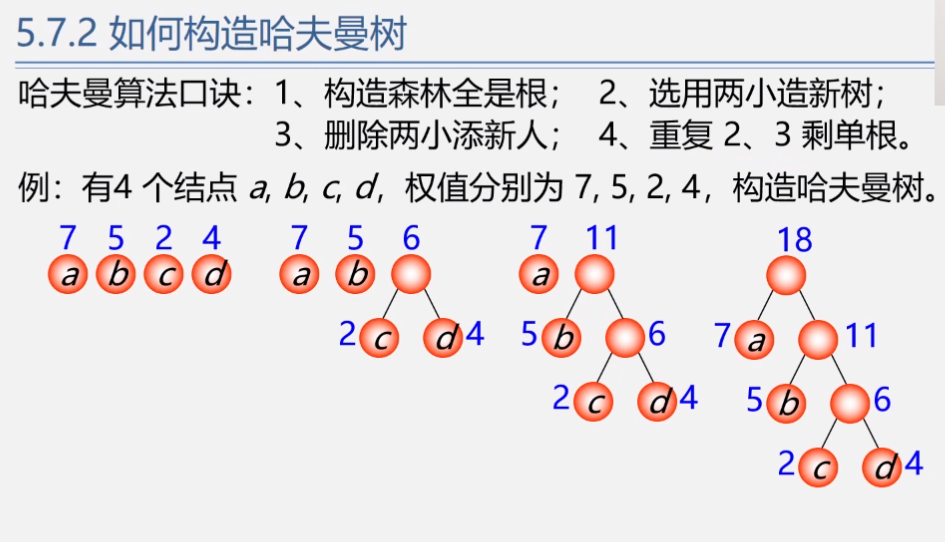 5.7.2 如何构造哈夫曼树
哈夫曼算法口诀：1、构造森林全是根； 2、选用两小造新树；
3、删除两小添新人； 4、重复 2、3 剩单根。
例：有4 个结点 a, b, c, d，权值分别为 7, 5, 2, 4，构造哈夫曼树。
7 5 2 4 7 5 6 7 11 18
a b c d a b a
2 c d 4 5 b 6 7 a 11
2 c d 4 5 b 6
2 c d 4